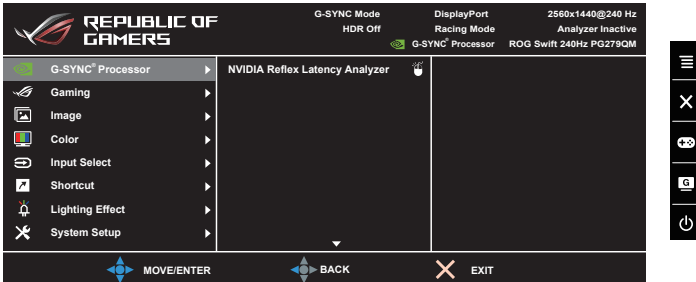 REPUBLIC OF
GAMERS
G-SYNC Mode DisplayPort 2560x1440@240 Hz
HDR Off Racing Mode Analyzer Inactive
G-SYNC® Processor ROG Swift 240Hz PG279QM
G-SYNC® Processor
NVIDIA Reflex Latency Analyzer
Gaming
Image
Color
Input Select
Shortcut
Lighting Effect
System Setup
MOVE/ENTER BACK EXIT
G